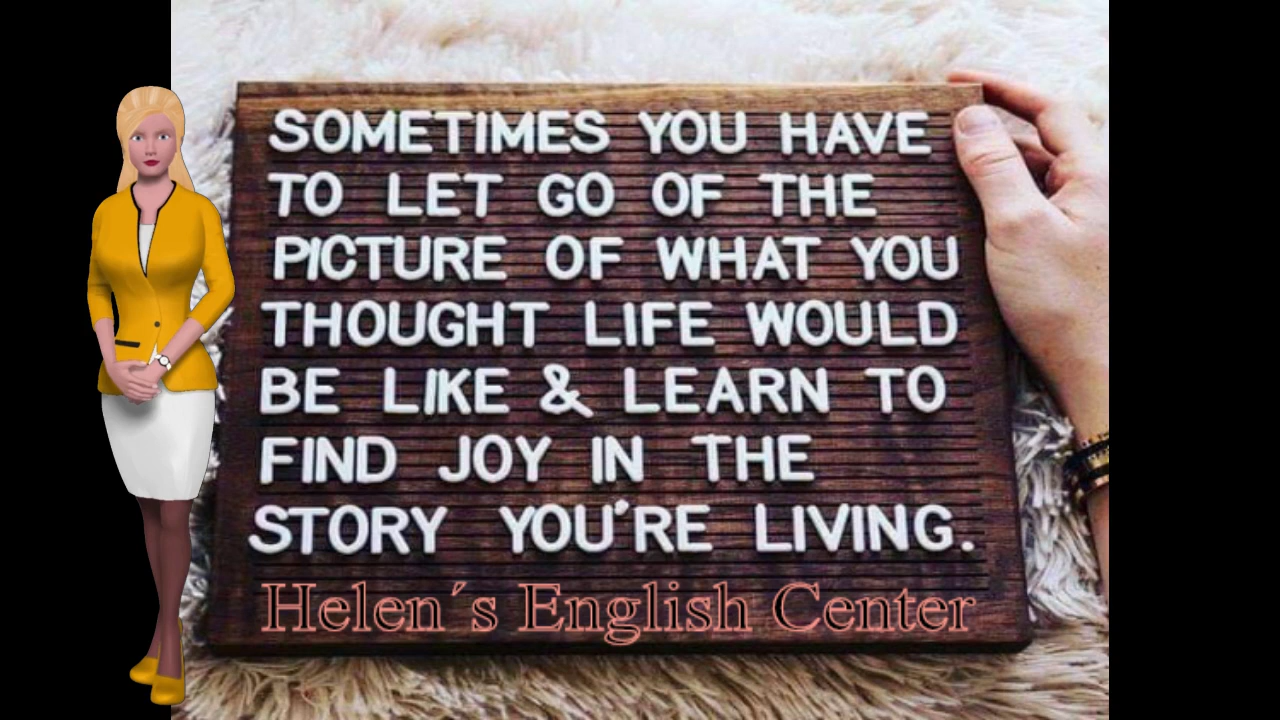 SOMETIMES YOU HAVE
TO LET GO OF THE
PICTURE OF WHAT YOU
THOUGHT LIFE WOULD
BE LIKE & LEARN TO
FIND JOY IN THE
STORY YOU'RE LIVING.
Helen´s English Center